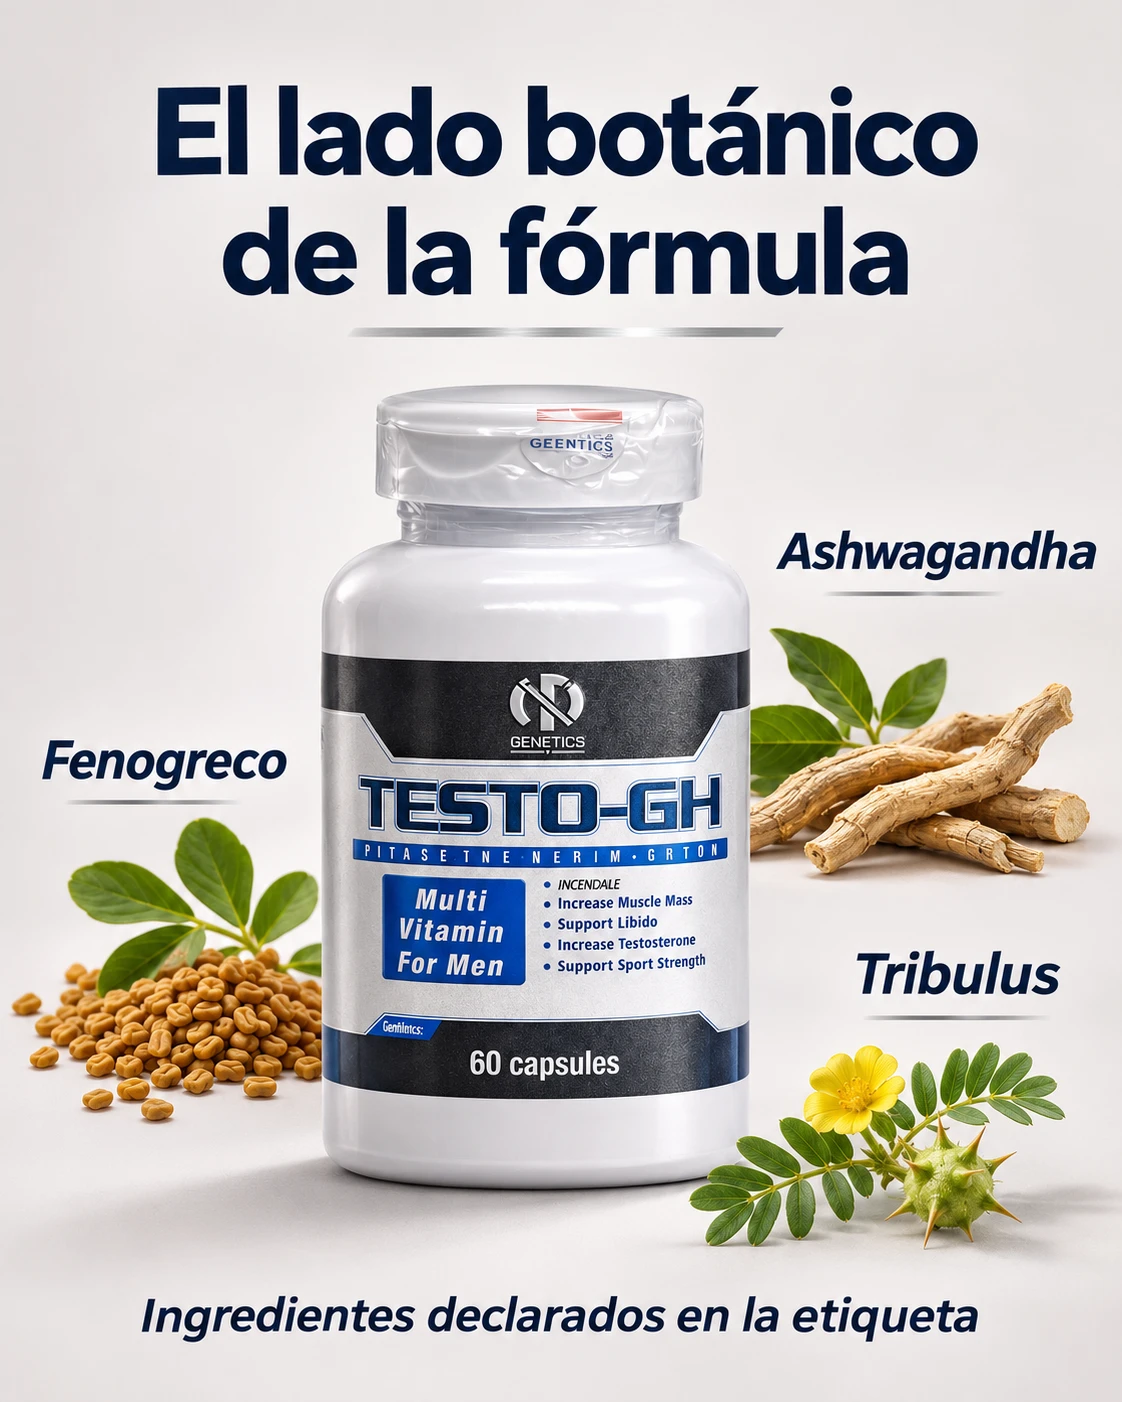 El lado botánico
de la fórmula
GEENTICS
Ashwagandha
GENETICS
Fenogreco
TESTO-GH
PITASETNE NERIM·GRTON
Multi
Vitamin
For Men
• INCENDALE
• Increase Muscle Mass
• Support Libido
• Increase Testosterone
• Support Sport Strength
Tribulus
60 capsules
Ingredientes declarados en la etiqueta